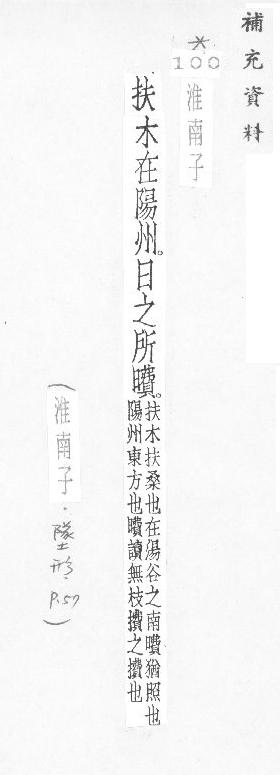 補充資料
*
100
淮南子
扶木在陽州。日之所曊。
扶木扶桑也在湯谷之南曊猶照也
陽州東方也曊讀無枝攢之攢也
(淮南子·墬形 P.57)